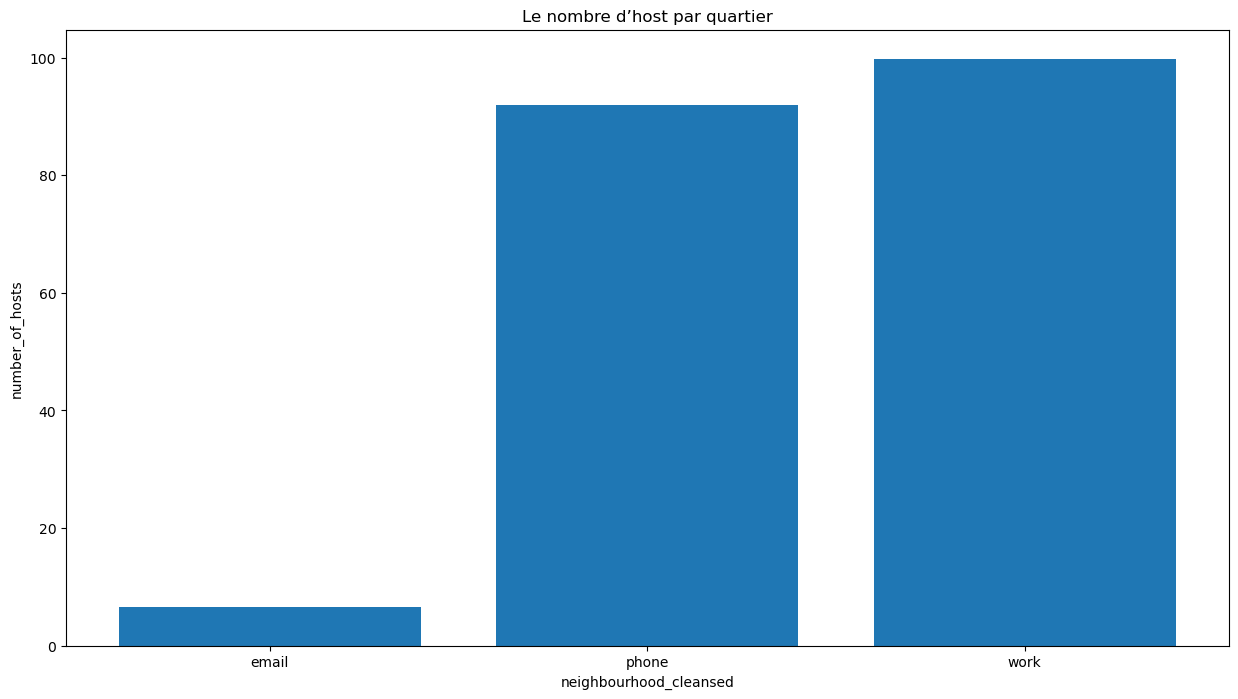 Le nombre d’host par quartier
number_of_hosts
100
80
60
40
20
0
email phone work
neighbourhood_cleansed